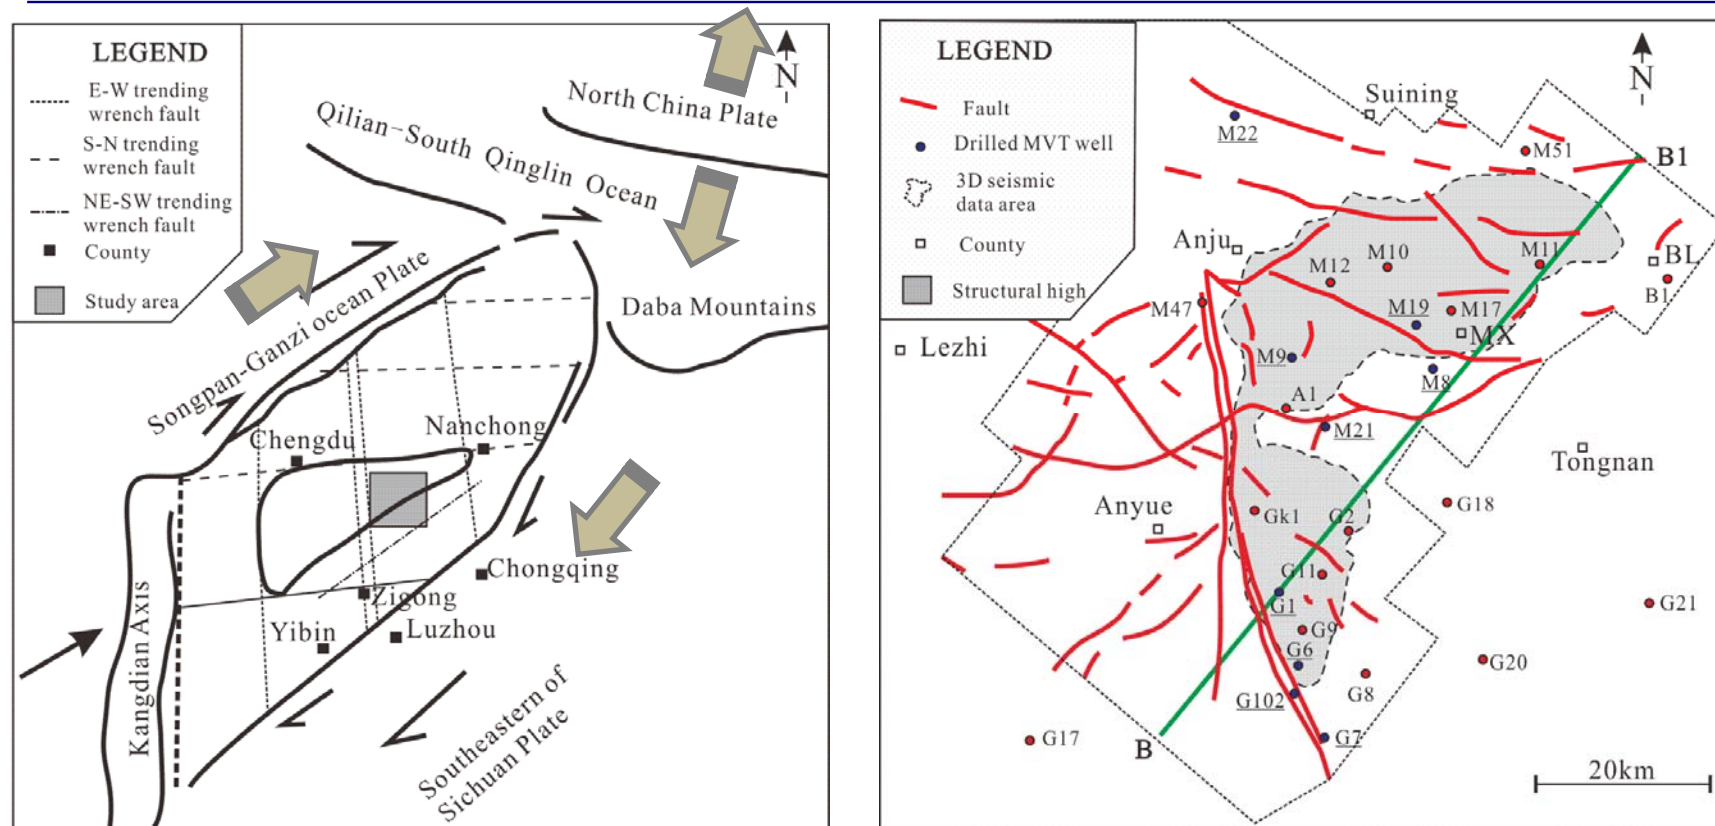 LEGEND
E-W trending
wrench fault
S-N trending
wrench fault
NE-SW trending
wrench fault
County
Study area
N
North China Plate
Qilian-South Qinglin Ocean
Daba Mountains
Songpan-Ganzi ocean Plate
Chengdu
Nanchong
Chongqing
Zigong
Yibin
Luzhou
Kangdian Axis
Southeastern of
Sichuan Plate
LEGEND
Fault
Drilled MVT well
3D seismic
data area
County
Structural high
N
Suining
M22
M51
B1
Anju
M10
M11
M12
BL
B1
M47
M19
M17
MX
Lezhi
M9
M8
A1
M21
Tongnan
Anyue
Gk1
G2
G18
G11
G1
G21
G9
G6
G20
G8
G102
G17
B
G7
20km